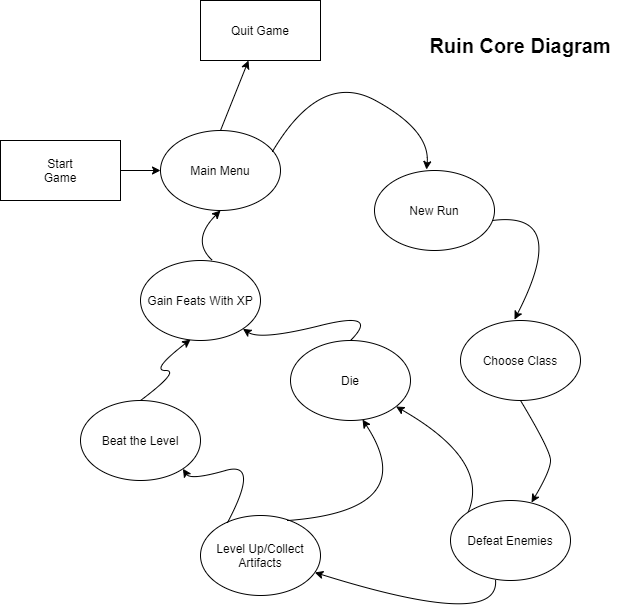 Quit Game
Ruin Core Diagram
Start
Game
Main Menu
New Run
Gain Feats With XP
Choose Class
Die
Beat the Level
Defeat Enemies
Level Up/Collect
Artifacts